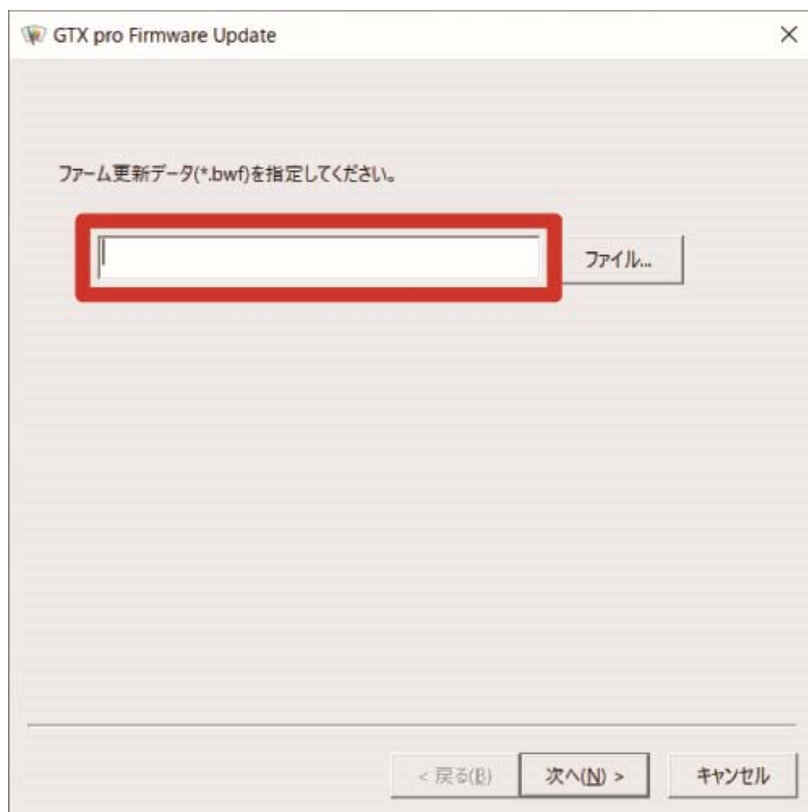 GTX pro Firmware Update
ファーム更新データ(*.bwf)を指定してください。
ファイル...
< 戻る(B)
次へ(N) >
キャンセル